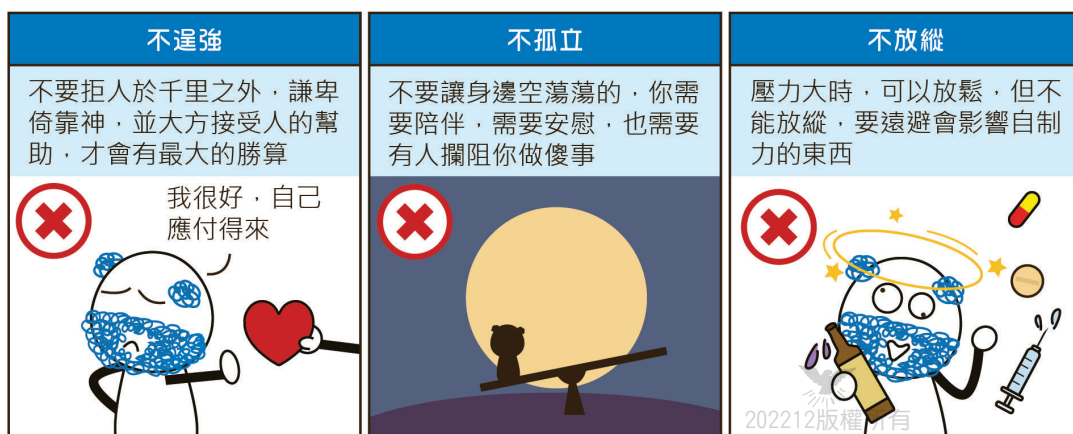 不逞強
不要拒人於千里之外，謙卑
倚靠神，並大方接受人的幫
助，才會有最大的勝算
我很好，自己
應付得來
不孤立
不要讓身邊空蕩蕩的，你需
要陪伴，需要安慰，也需要
有人攔阻你做傻事
不放縱
壓力大時，可以放鬆，但不
能放縱，要遠避會影響自制
力的東西
202212版權所有